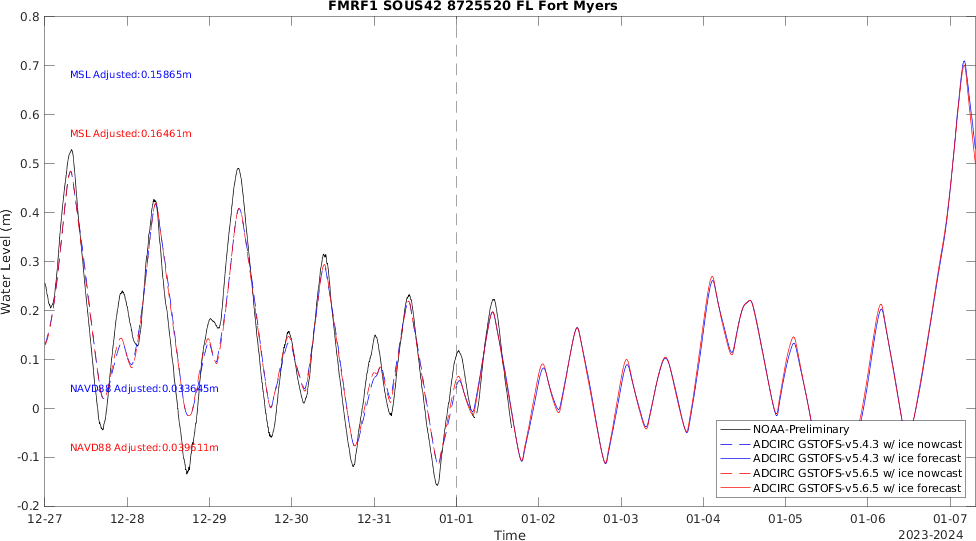 FMRF1 SOUS42 8725520 FL Fort Myers
0.8
0.7
0.6
0.5
0.4
0.3
0.2
0.1
0
-0.1
-0.2
Water Level (m)
MSL Adjusted:0.15865m
MSL Adjusted:0.16461m
NAVD88 Adjusted:0.033645m
NAVD88 Adjusted:0.039611m
NOAA-Preliminary
ADCIRC GSTOFS-v5.4.3 w/ ice nowcast
ADCIRC GSTOFS-v5.4.3 w/ ice forecast
ADCIRC GSTOFS-v5.6.5 w/ ice nowcast
ADCIRC GSTOFS-v5.6.5 w/ ice forecast
12-27 12-28 12-29 12-30 12-31 01-01 01-02 01-03 01-04 01-05 01-06 01-07
Time
2023-2024